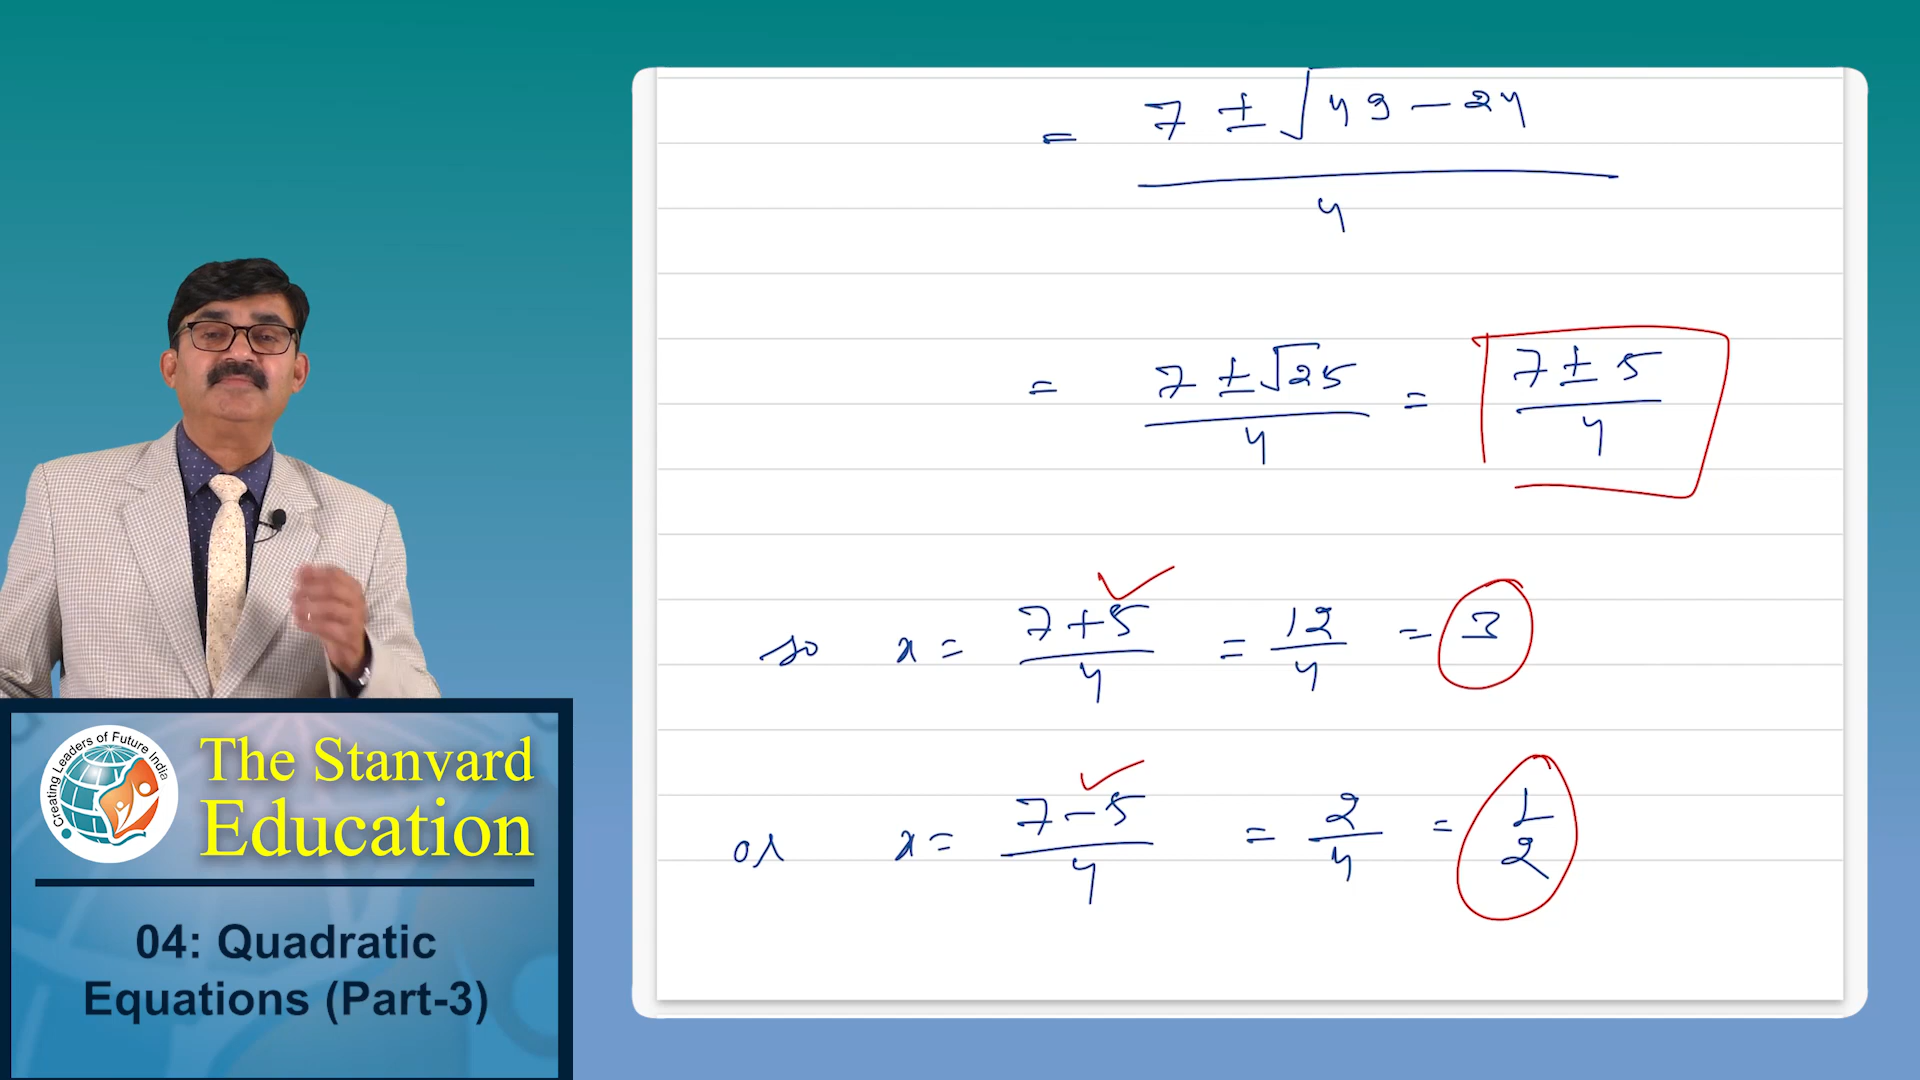 = 7 ± √49 - 24
4
= 7 ± √25 / 4 = 7 ± 5 / 4
so x = 7 + 5 / 4 = 12 / 4 = 3
or x = 7 - 5 / 4 = 2 / 4 = 1 / 2
Creating Leaders of Future India
The Stanvard
Education
04: Quadratic
Equations (Part-3)